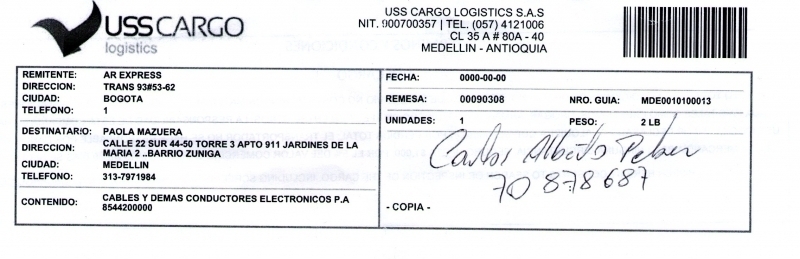 USSCARGO
logistics
USS CARGO LOGISTICS S.A.S
NIT. 900700357 | TEL. (057) 4121006
CL 35 A # 80A - 40
MEDELLIN - ANTIOQUIA
REMITENTE: AR EXPRESS
DIRECCION: TRANS 93#53-62
CIUDAD: BOGOTA
TELEFONO: 1
DESTINATARIO: PAOLA MAZUERA
DIRECCION: CALLE 22 SUR 44-50 TORRE 3 APTO 911 JARDINES DE LA
MARIA 2 ..BARRIO ZUNIGA
CIUDAD: MEDELLIN
TELEFONO: 313-7971984
CONTENIDO: CABLES Y DEMAS CONDUCTORES ELECTRONICOS P.A
8544200000
FECHA: 0000-00-00
REMESA: 00090308 NRO. GUIA: MDE0010100013
UNIDADES: 1 PESO: 2 LB
Carlos Alberto
70 878 687
- COPIA -